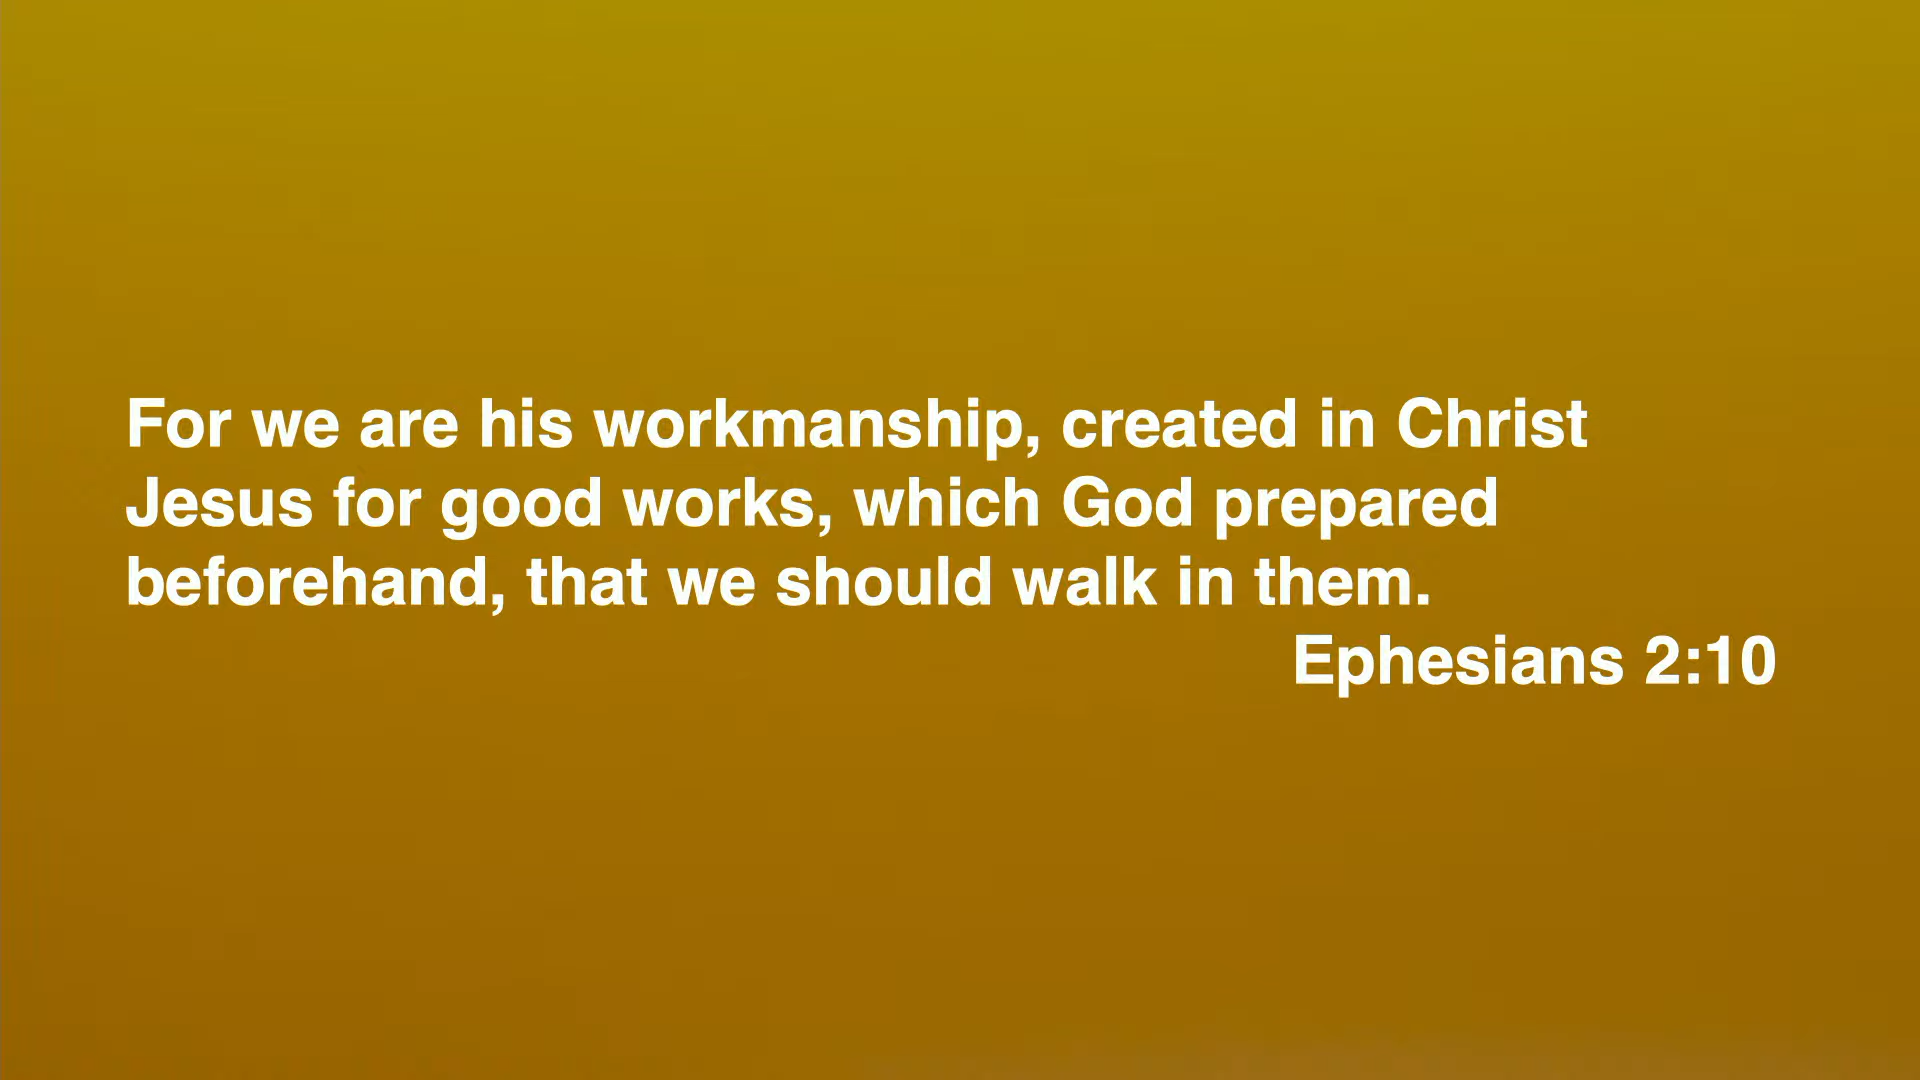 For we are his workmanship, created in Christ
Jesus for good works, which God prepared
beforehand, that we should walk in them.
Ephesians 2:10